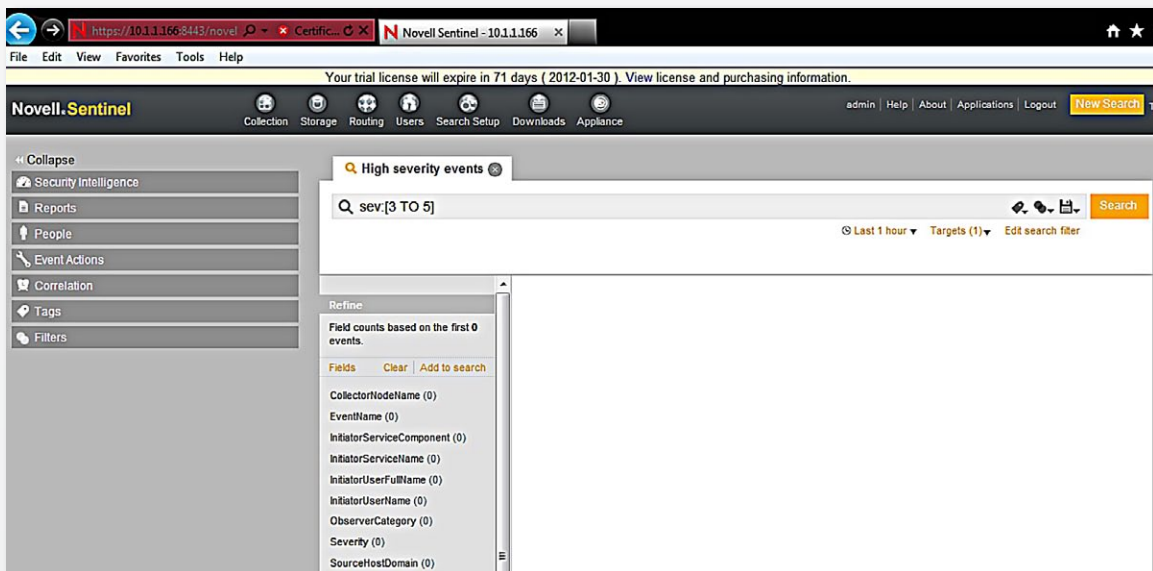 https://10.1.1.166:8443/novel
Certific...
Novell Sentinel - 10.1.1.166
File Edit View Favorites Tools Help
Your trial license will expire in 71 days ( 2012-01-30 ). View license and purchasing information.
Novell Sentinel
Collection Storage Routing Users Search Setup Downloads Appliance
admin | Help | About | Applications | Logout
New Search
Collapse
Security Intelligence
Reports
People
Event Actions
Correlation
Tags
Filters
High severity events
sev:[3 TO 5]
Search
Last 1 hour Targets (1) Edit search filter
Refine
Field counts based on the first 0
events.
Fields Clear | Add to search
CollectorNodeName (0)
EventName (0)
InitiatorServiceComponent (0)
InitiatorServiceName (0)
InitiatorUserFullName (0)
InitiatorUserName (0)
ObserverCategory (0)
Severity (0)
SourceHostDomain (0)